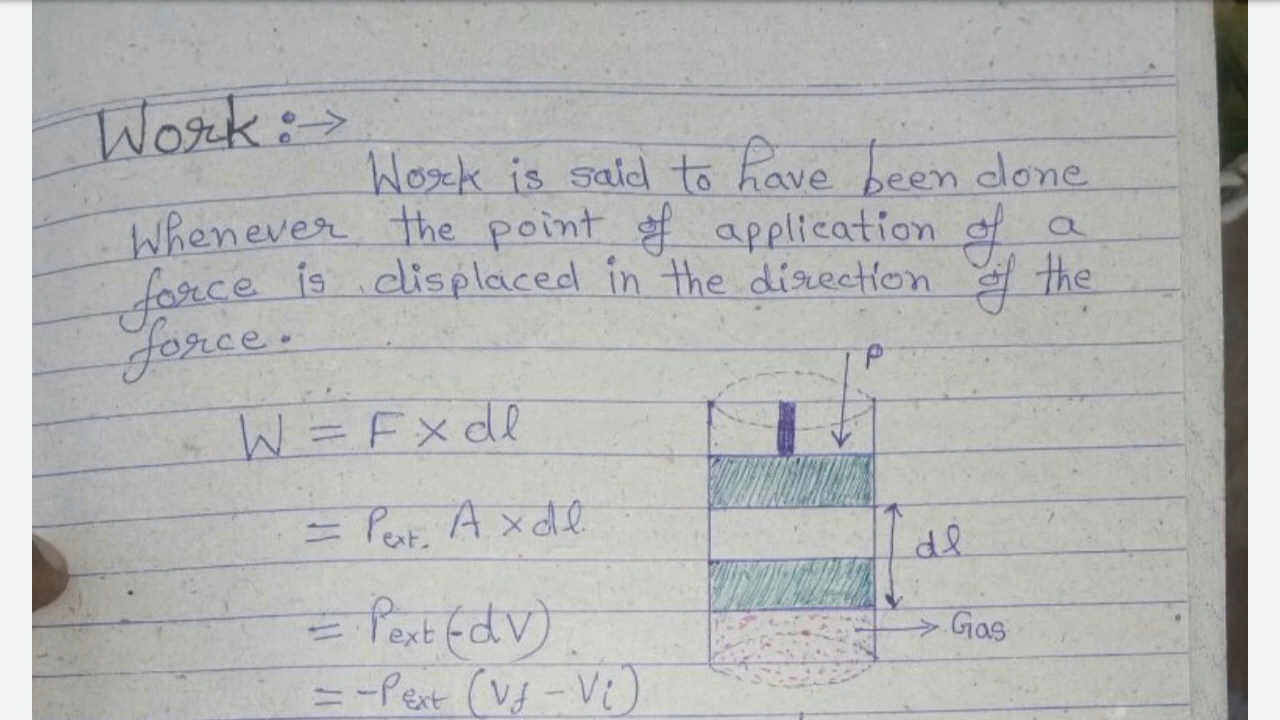 Work :→
Work is said to have been done
Whenever the point of application of a
force is displaced in the direction of the
force.
P
W = F × dl
= Pext. A × dl
dl
= Pext (-dV)
Gas
= -Pext (Vf - Vi)